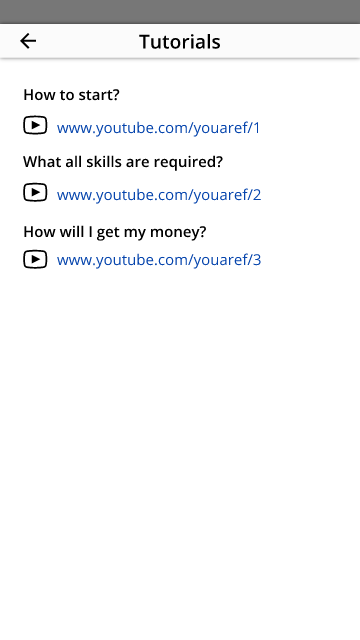 Tutorials
How to start?
www.youtube.com/youaref/1
What all skills are required?
www.youtube.com/youaref/2
How will I get my money?
www.youtube.com/youaref/3